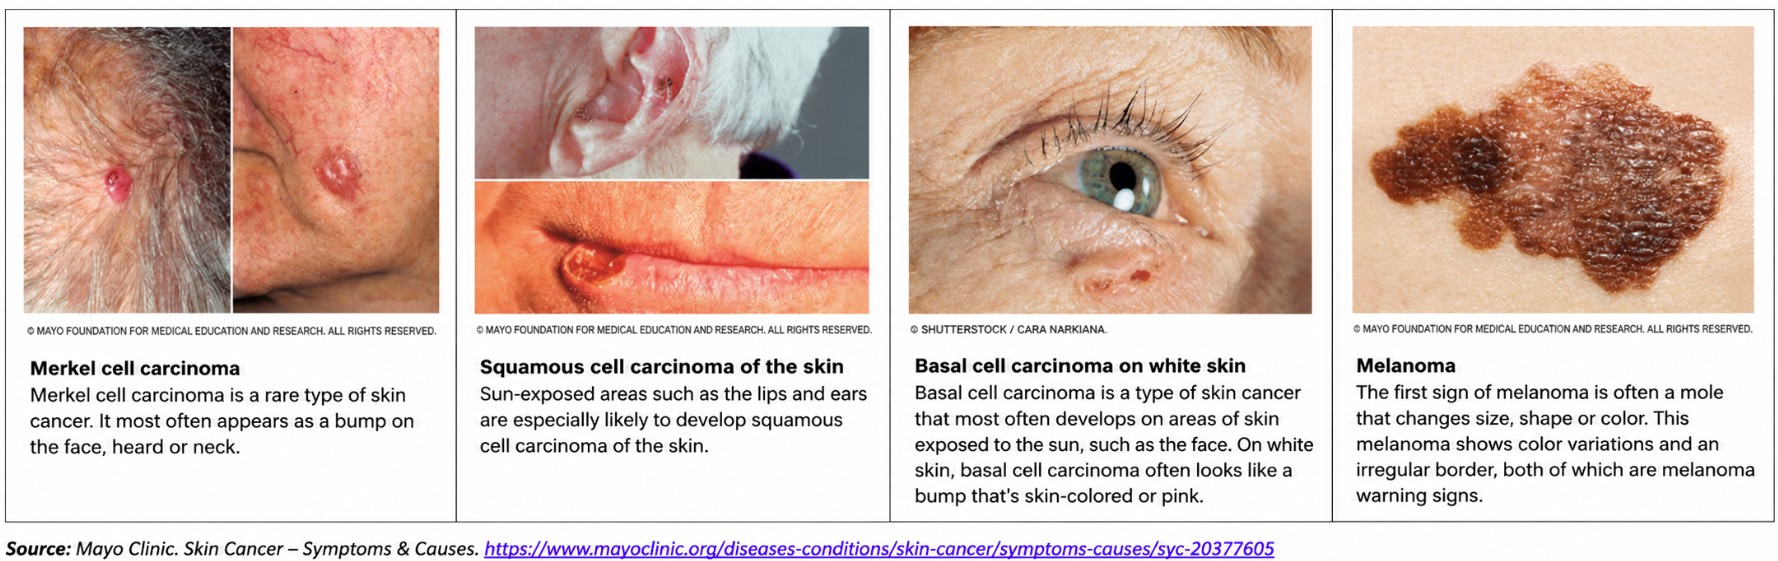 © MAYO FOUNDATION FOR MEDICAL EDUCATION AND RESEARCH. ALL RIGHTS RESERVED.
Merkel cell carcinoma
Merkel cell carcinoma is a rare type of skin
cancer. It most often appears as a bump on
the face, heard or neck.
© MAYO FOUNDATION FOR MEDICAL EDUCATION AND RESEARCH. ALL RIGHTS RESERVED.
Squamous cell carcinoma of the skin
Sun-exposed areas such as the lips and ears
are especially likely to develop squamous
cell carcinoma of the skin.
© SHUTTERSTOCK / CARA NARKIANA.
Basal cell carcinoma on white skin
Basal cell carcinoma is a type of skin cancer
that most often develops on areas of skin
exposed to the sun, such as the face. On white
skin, basal cell carcinoma often looks like a
bump that's skin-colored or pink.
© MAYO FOUNDATION FOR MEDICAL EDUCATION AND RESEARCH. ALL RIGHTS RESERVED.
Melanoma
The first sign of melanoma is often a mole
that changes size, shape or color. This
melanoma shows color variations and an
irregular border, both of which are melanoma
warning signs.
Source: Mayo Clinic. Skin Cancer – Symptoms & Causes. https://www.mayoclinic.org/diseases-conditions/skin-cancer/symptoms-causes/syc-20377605